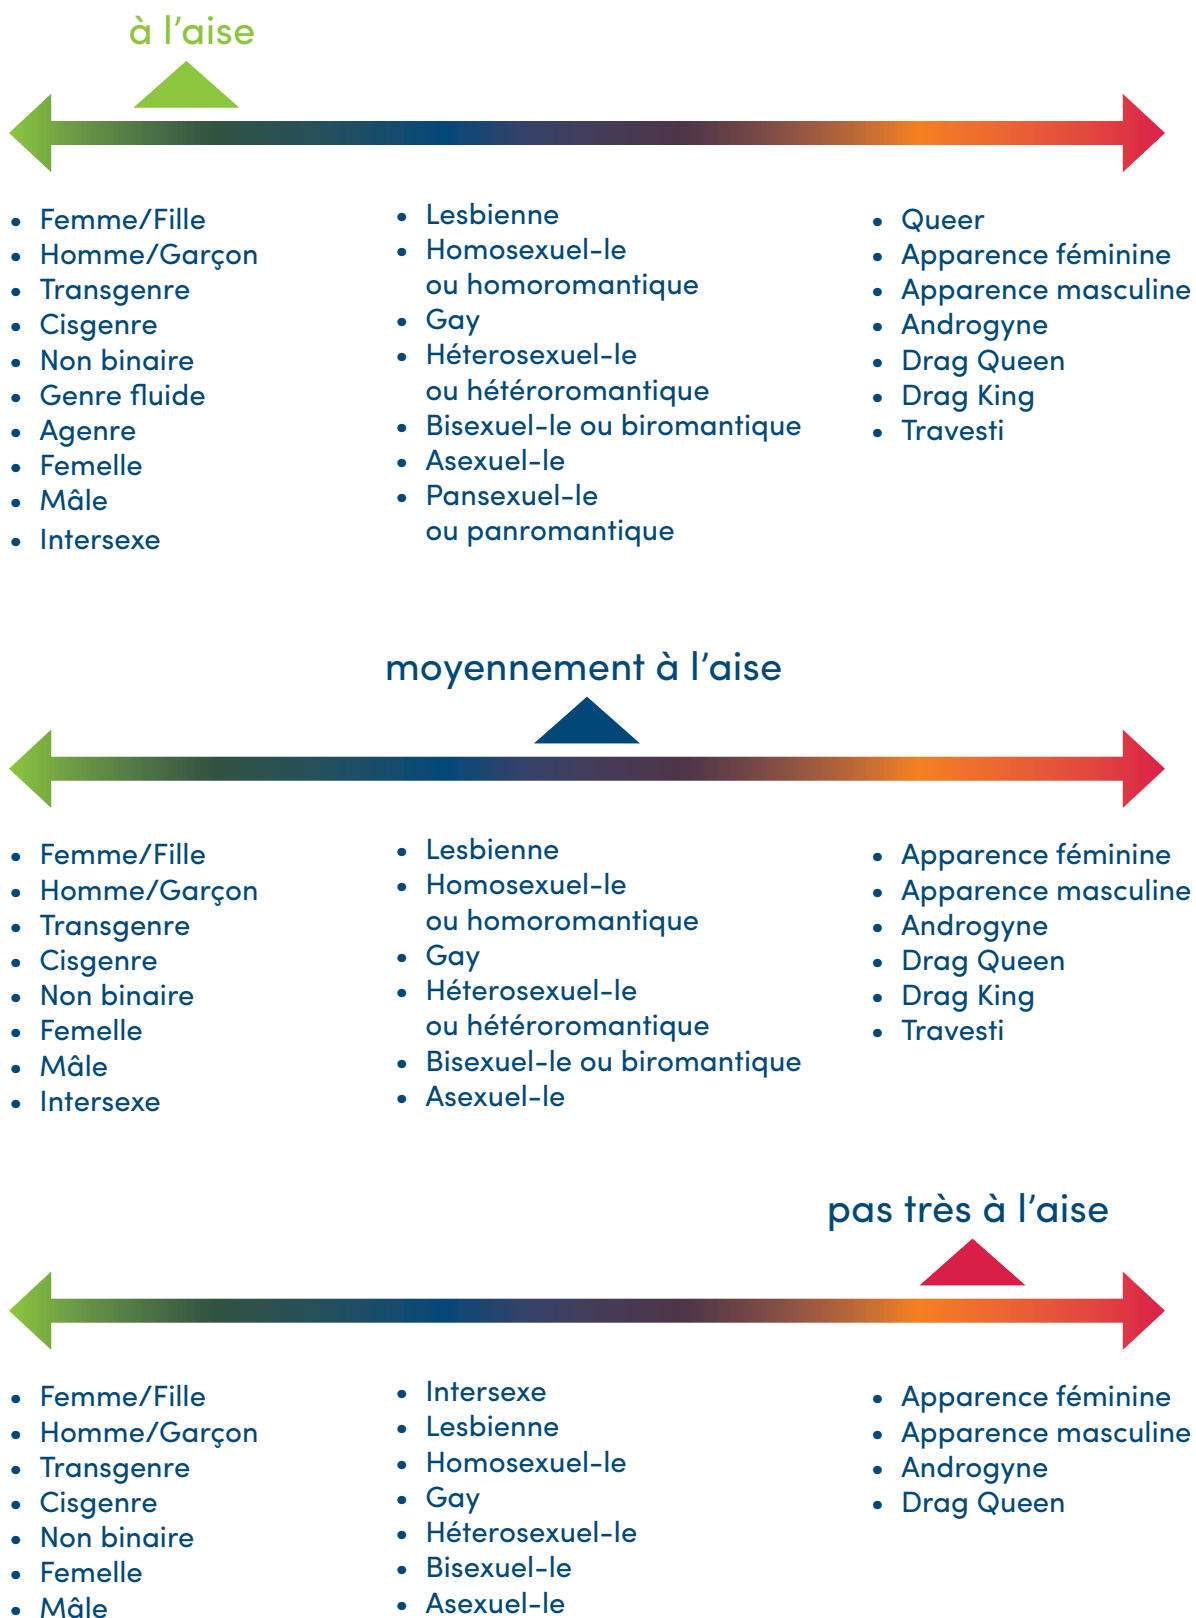 à l'aise
• Femme/Fille
• Homme/Garçon
• Transgenre
• Cisgenre
• Non binaire
• Genre fluide
• Agenre
• Femelle
• Mâle
• Intersexe
• Lesbienne
• Homosexuel-le
ou homoromantique
• Gay
• Héterosexuel-le
ou hétéroromantique
• Bisexuel-le ou biromantique
• Asexuel-le
• Pansexuel-le
ou panromantique
• Queer
• Apparence féminine
• Apparence masculine
• Androgyne
• Drag Queen
• Drag King
• Travesti
moyennement à l'aise
• Femme/Fille
• Homme/Garçon
• Transgenre
• Cisgenre
• Non binaire
• Femelle
• Mâle
• Intersexe
• Lesbienne
• Homosexuel-le
ou homoromantique
• Gay
• Héterosexuel-le
ou hétéroromantique
• Bisexuel-le ou biromantique
• Asexuel-le
• Apparence féminine
• Apparence masculine
• Androgyne
• Drag Queen
• Drag King
• Travesti
pas très à l'aise
• Femme/Fille
• Homme/Garçon
• Transgenre
• Cisgenre
• Non binaire
• Femelle
• Mâle
• Intersexe
• Lesbienne
• Homosexuel-le
• Gay
• Héterosexuel-le
• Bisexuel-le
• Asexuel-le
• Apparence féminine
• Apparence masculine
• Androgyne
• Drag Queen